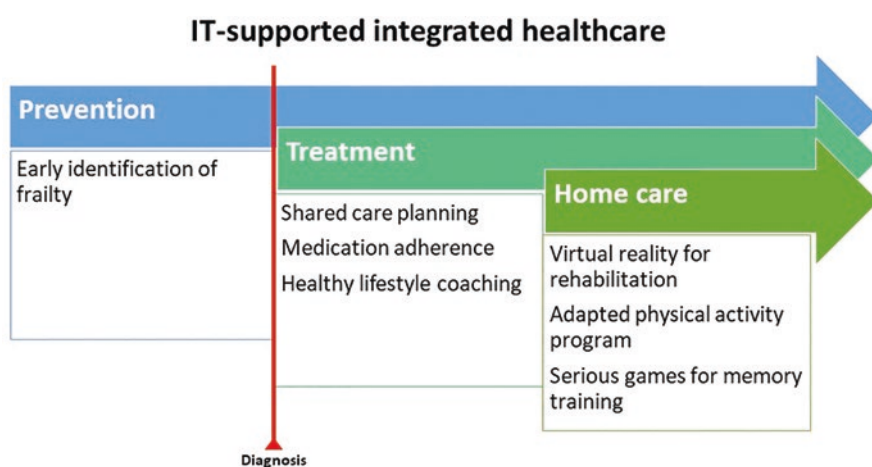 IT-supported integrated healthcare
Prevention
Early identification of
frailty
Treatment
Shared care planning
Medication adherence
Healthy lifestyle coaching
Home care
Virtual reality for
rehabilitation
Adapted physical activity
program
Serious games for memory
training
Diagnosis